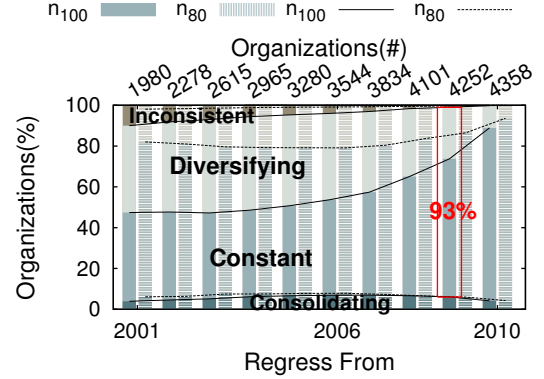 n100 n80 n100 n80
Organizations(#)
1980 2278 2615 2965 3280 3544 3834 4101 4252 4358
Organizations(%)
100
80
60
40
20
0
Inconsistent
Diversifying
93%
Constant
Consolidating
2001 2006 2010
Regress From